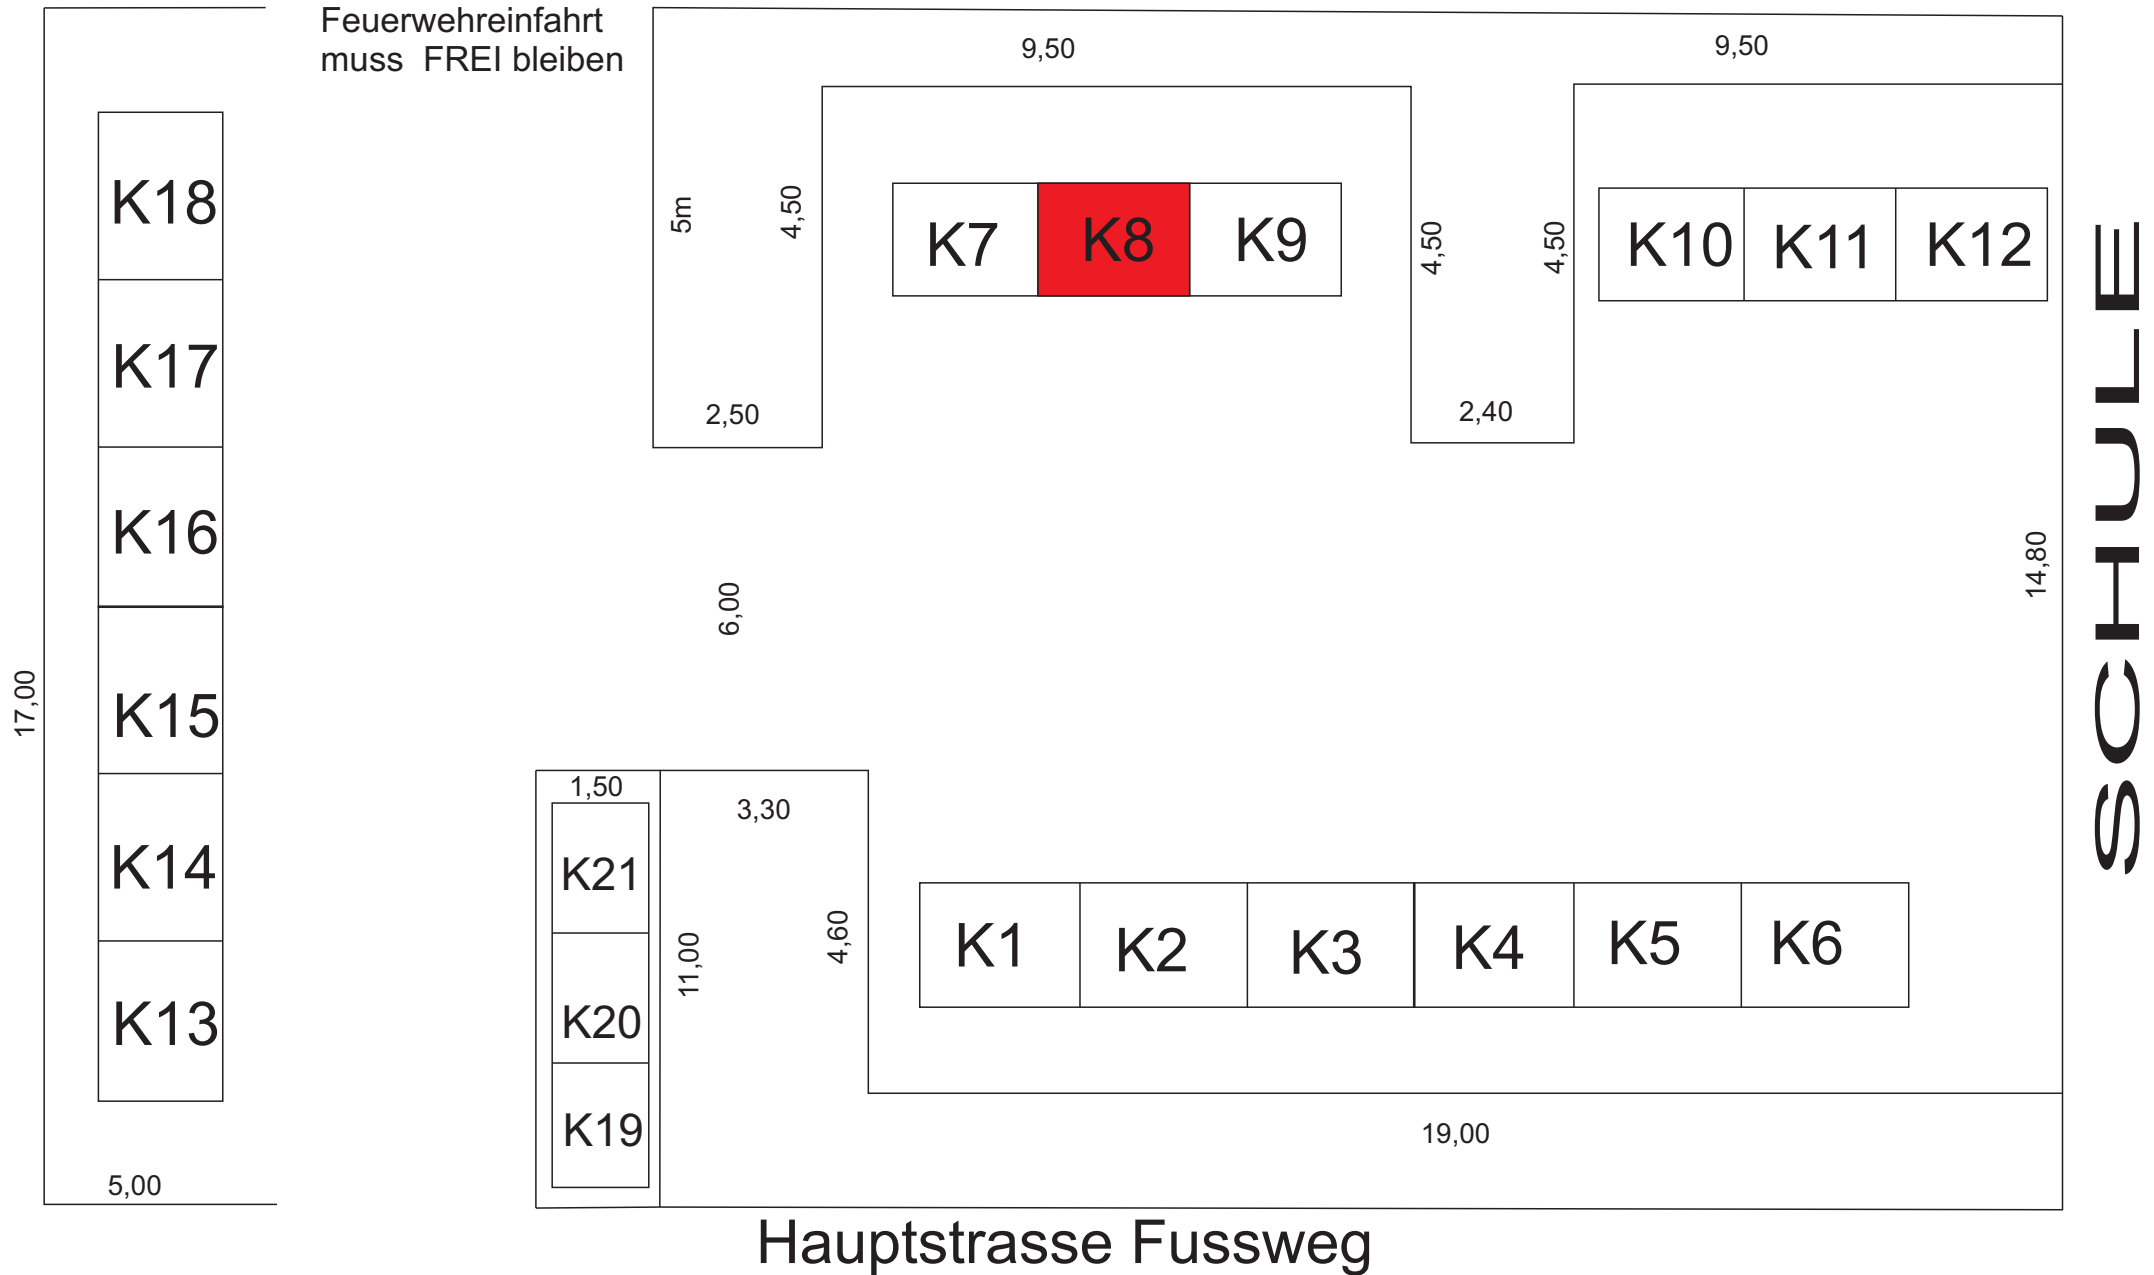 Feuerwehreinfahrt
muss FREI bleiben
9,50
9,50
K18
K17
K16
K15
K14
K13
17,00
5,00
5m
4,50
2,50
K7
K8
K9
4,50
2,40
4,50
K10
K11
K12
14,80
SCHULE
6,00
1,50
K21
K20
K19
11,00
3,30
4,60
K1
K2
K3
K4
K5
K6
19,00
Hauptstrasse Fussweg